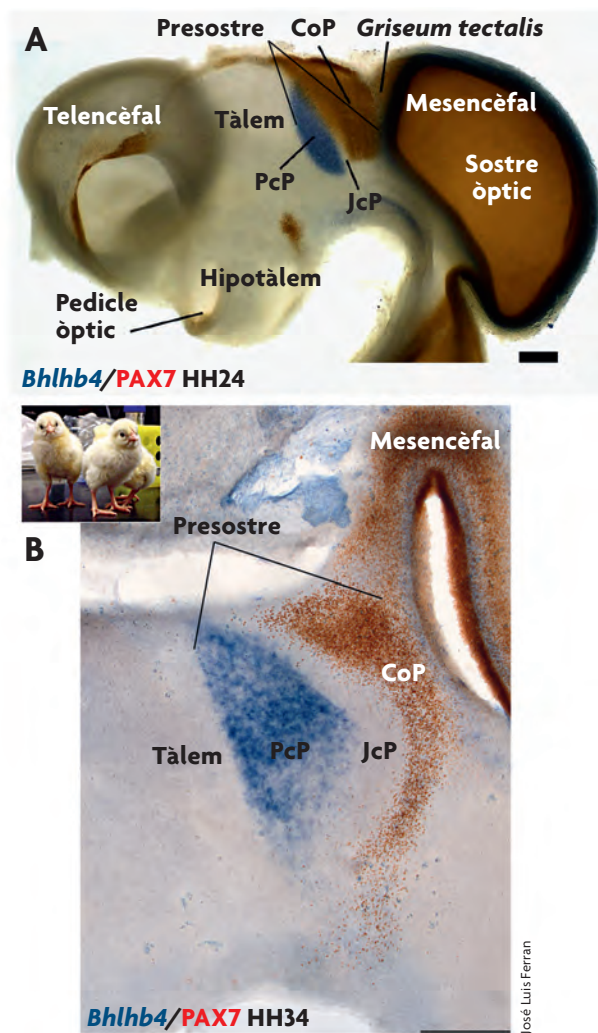 A
Presostre CoP Griseum tectalis
Telencèfal
Tàlem
Mesencèfal
Sostre
òptic
PcP
JcP
Hipotàlem
Pedicle
òptic
Bhlhb4/PAX7 HH24
Mesencèfal
Presostre
B
CoP
Tàlem
PcP
JcP
Bhlhb4/PAX7 HH34
José Luis Ferran